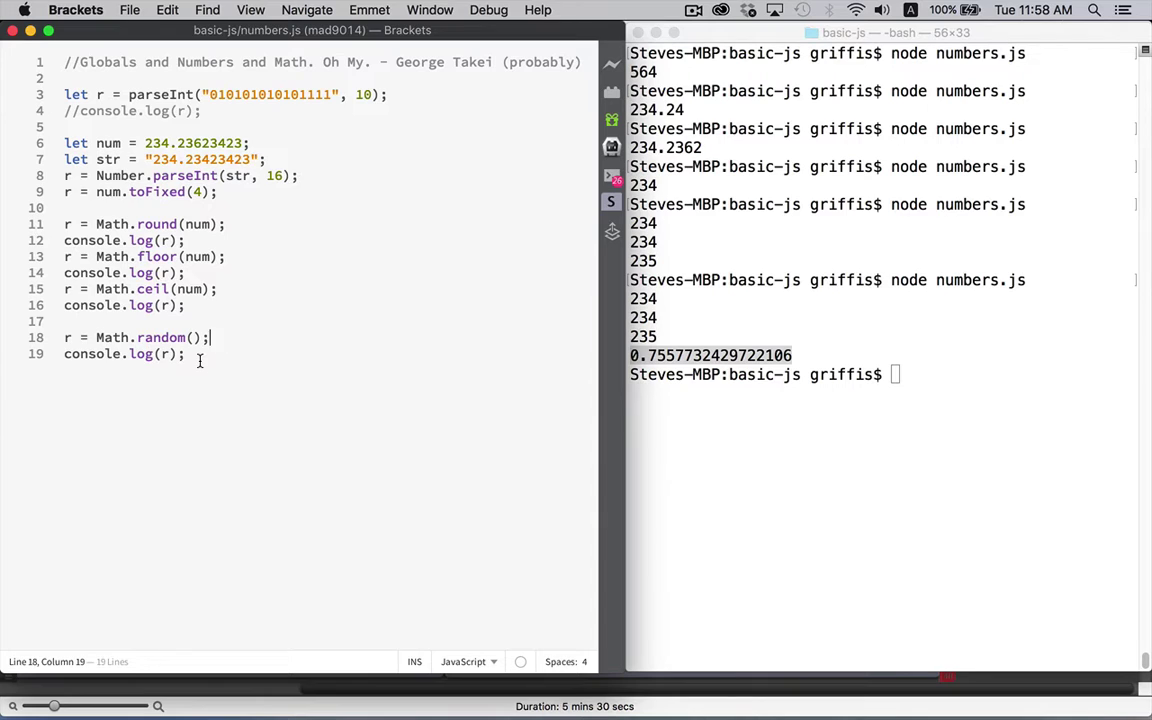 Brackets File Edit Find View Navigate Emmet Window Debug Help 100% Tue 11:58 AM
basic-js/numbers.js (mad9014) — Brackets
1 //Globals and Numbers and Math. Oh My. - George Takei (probably)
2
3 let r = parseInt("010101010101111", 10);
4 //console.log(r);
5
6 let num = 234.23623423;
7 let str = "234.23423423";
8 r = Number.parseInt(str, 16);
9 r = num.toFixed(4);
10
11 r = Math.round(num);
12 console.log(r);
13 r = Math.floor(num);
14 console.log(r);
15 r = Math.ceil(num);
16 console.log(r);
17
18 r = Math.random();
19 console.log(r);
26
S
Line 18, Column 19 — 19 Lines INS JavaScript Spaces: 4
basic-js — -bash — 56×33
[Steves-MBP:basic-js griffis$ node numbers.js ]
564
[Steves-MBP:basic-js griffis$ node numbers.js ]
234.24
[Steves-MBP:basic-js griffis$ node numbers.js ]
234.2362
[Steves-MBP:basic-js griffis$ node numbers.js ]
234
[Steves-MBP:basic-js griffis$ node numbers.js ]
234
234
235
[Steves-MBP:basic-js griffis$ node numbers.js ]
234
234
235
0.7557732429722106
Steves-MBP:basic-js griffis$
Duration: 5 mins 30 secs